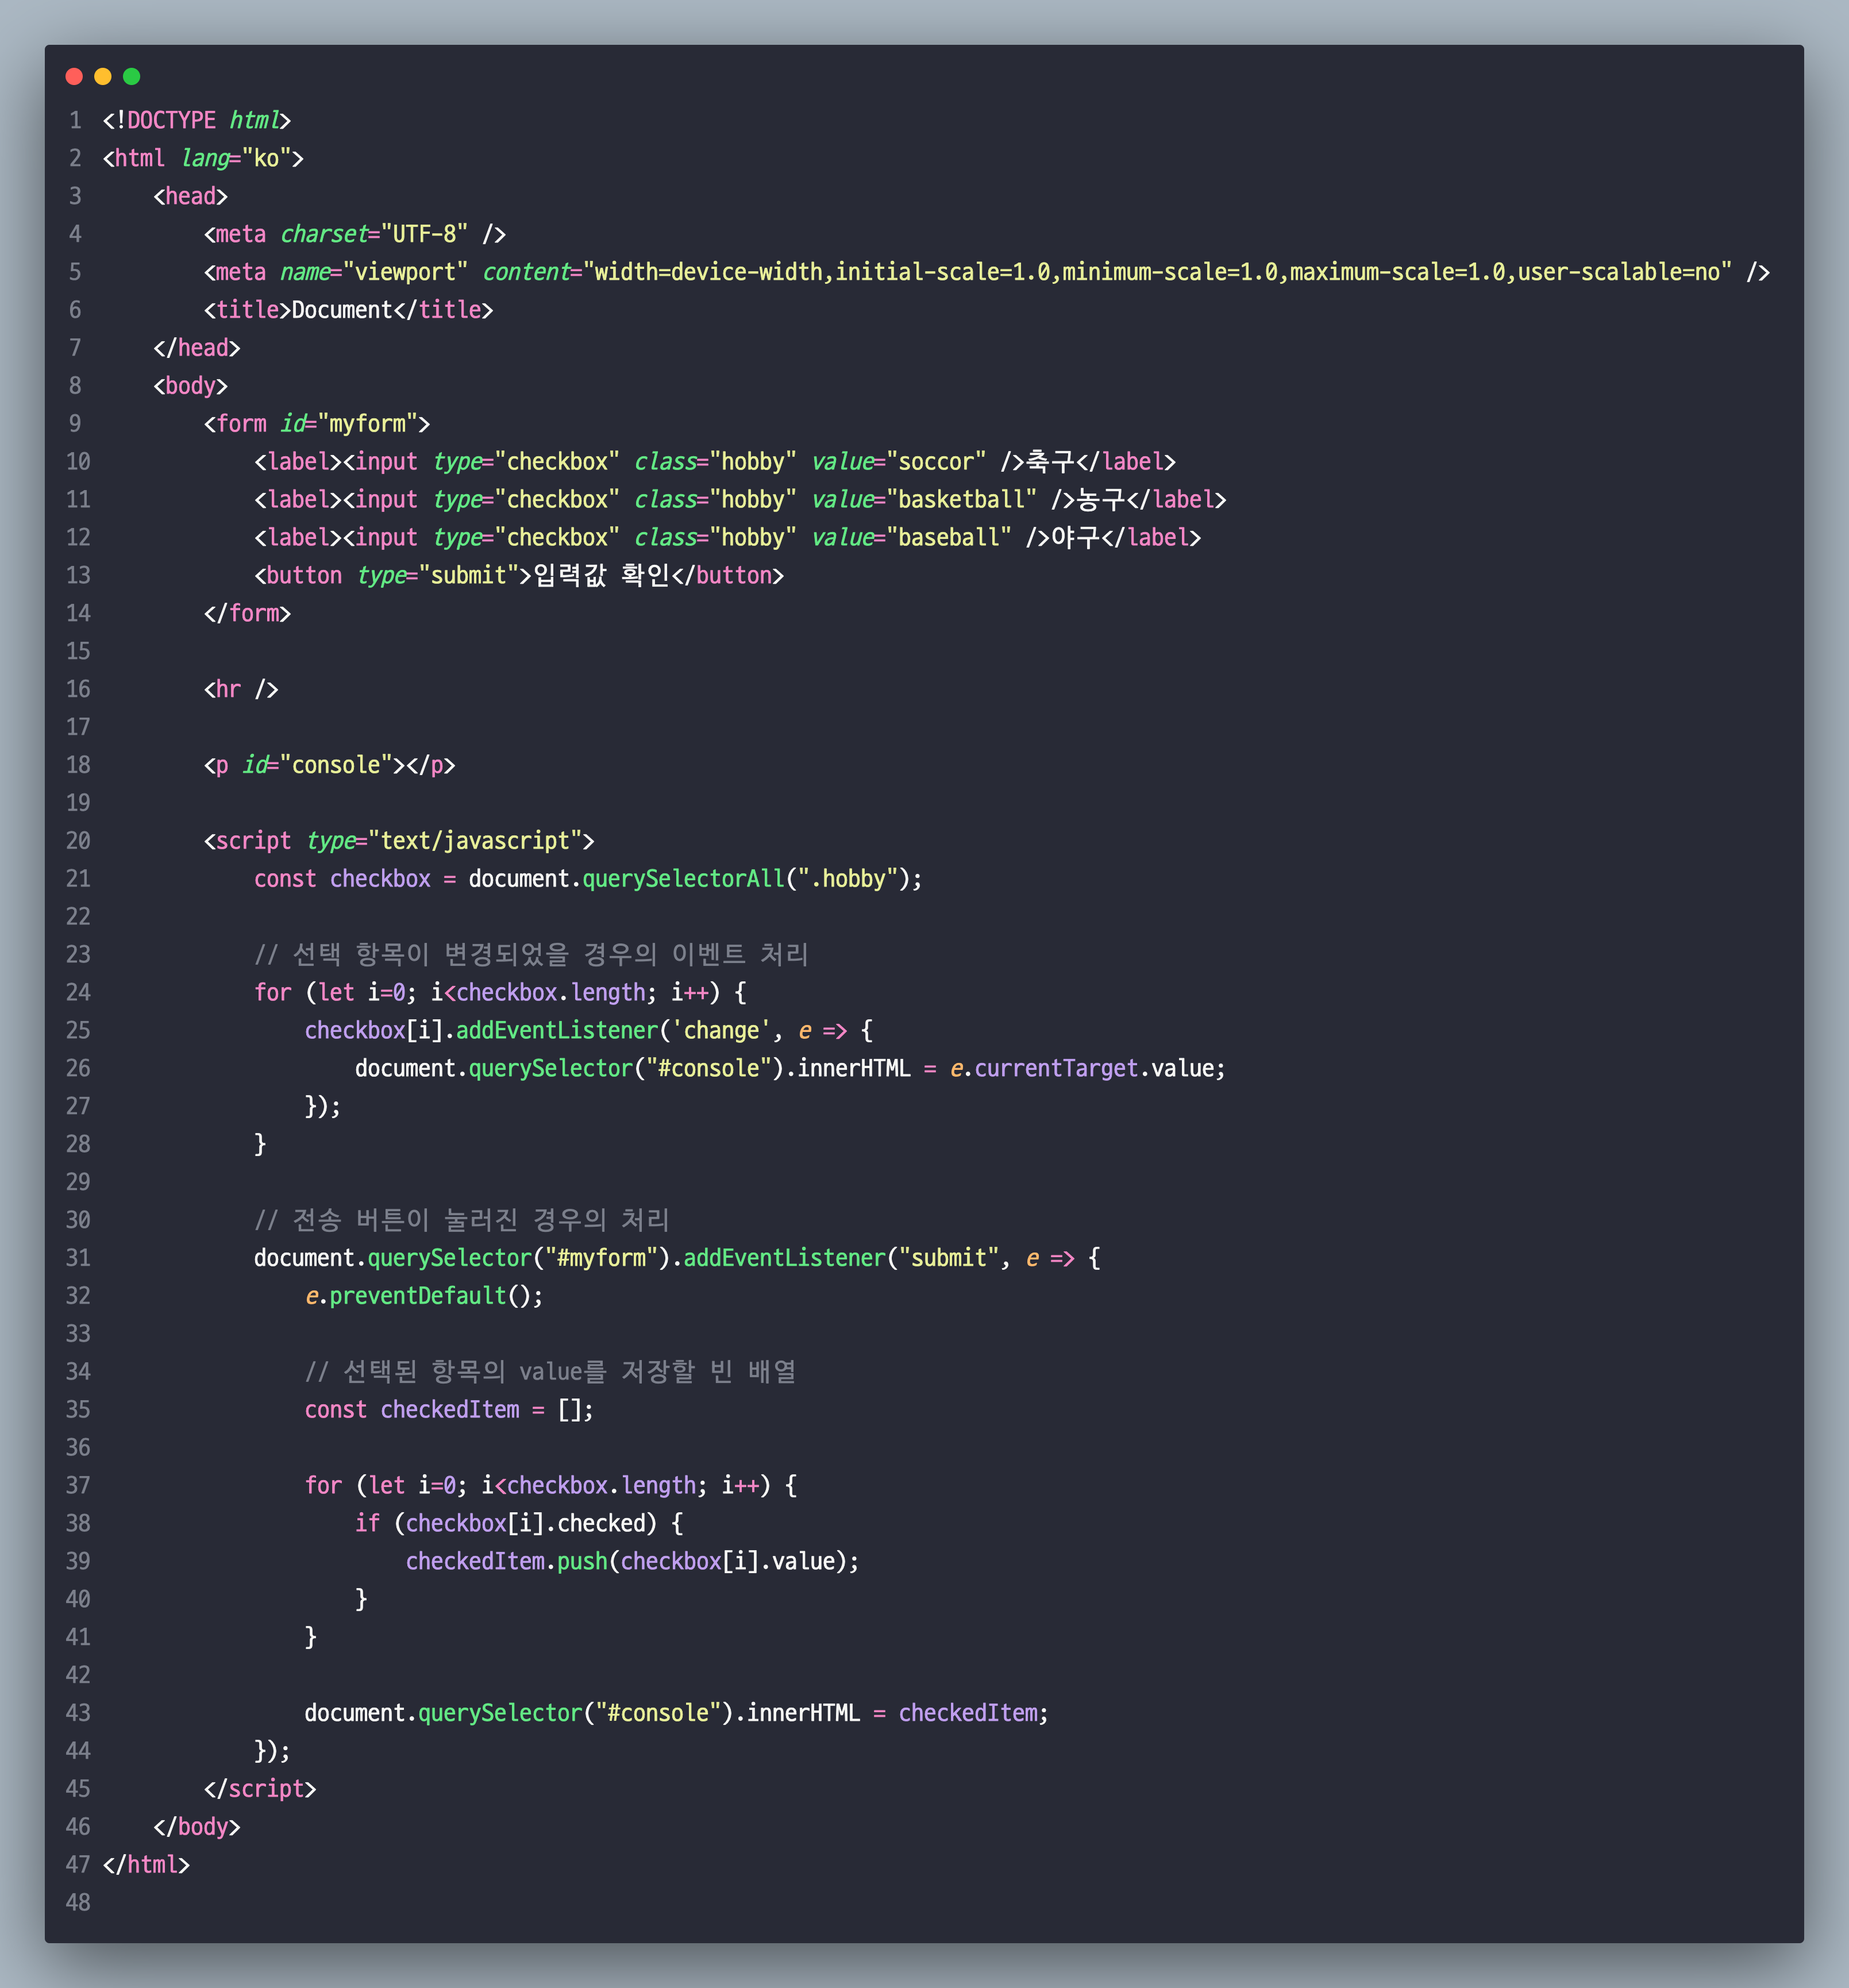 1 <!DOCTYPE html>
2 <html lang="ko">
3     <head>
4         <meta charset="UTF-8" />
5         <meta name="viewport" content="width=device-width,initial-scale=1.0,minimum-scale=1.0,maximum-scale=1.0,user-scalable=no" />
6         <title>Document</title>
7     </head>
8     <body>
9         <form id="myform">
10             <label><input type="checkbox" class="hobby" value="soccor" />축구</label>
11             <label><input type="checkbox" class="hobby" value="basketball" />농구</label>
12             <label><input type="checkbox" class="hobby" value="baseball" />야구</label>
13             <button type="submit">입력값 확인</button>
14         </form>
15
16         <hr />
17
18         <p id="console"></p>
19
20         <script type="text/javascript">
21             const checkbox = document.querySelectorAll(".hobby");
22
23             // 선택 항목이 변경되었을 경우의 이벤트 처리
24             for (let i=0; i<checkbox.length; i++) {
25                 checkbox[i].addEventListener('change', e => {
26                     document.querySelector("#console").innerHTML = e.currentTarget.value;
27                 });
28             }
29
30             // 전송 버튼이 눌러진 경우의 처리
31             document.querySelector("#myform").addEventListener("submit", e => {
32                 e.preventDefault();
33
34                 // 선택된 항목의 value를 저장할 빈 배열
35                 const checkedItem = [];
36
37                 for (let i=0; i<checkbox.length; i++) {
38                     if (checkbox[i].checked) {
39                         checkedItem.push(checkbox[i].value);
40                     }
41                 }
42
43                 document.querySelector("#console").innerHTML = checkedItem;
44             });
45         </script>
46     </body>
47 </html>
48